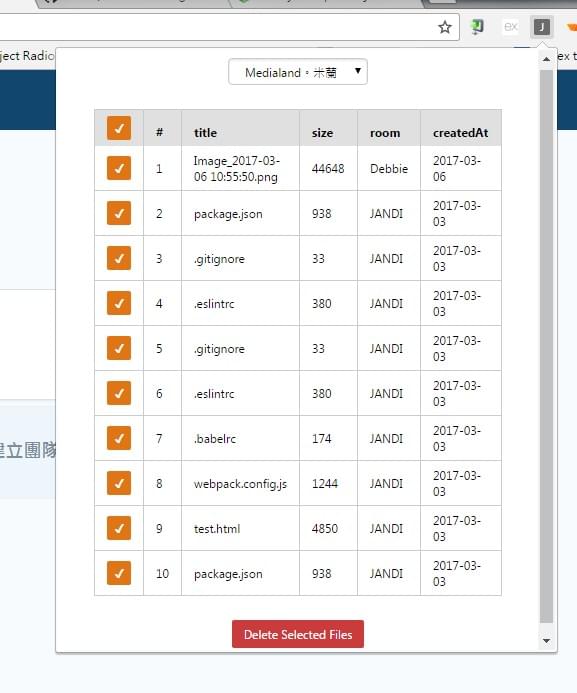 ex
J
ject Radio
ex t
Medialand。米蘭
# title size room createdAt
1 Image_2017-03-06 10:55:50.png 44648 Debbie 2017-03-06
2 package.json 938 JANDI 2017-03-03
3 .gitignore 33 JANDI 2017-03-03
4 .eslintrc 380 JANDI 2017-03-03
5 .gitignore 33 JANDI 2017-03-03
6 .eslintrc 380 JANDI 2017-03-03
7 .babelrc 174 JANDI 2017-03-03
建立團隊
8 webpack.config.js 1244 JANDI 2017-03-03
9 test.html 4850 JANDI 2017-03-03
10 package.json 938 JANDI 2017-03-03
Delete Selected Files